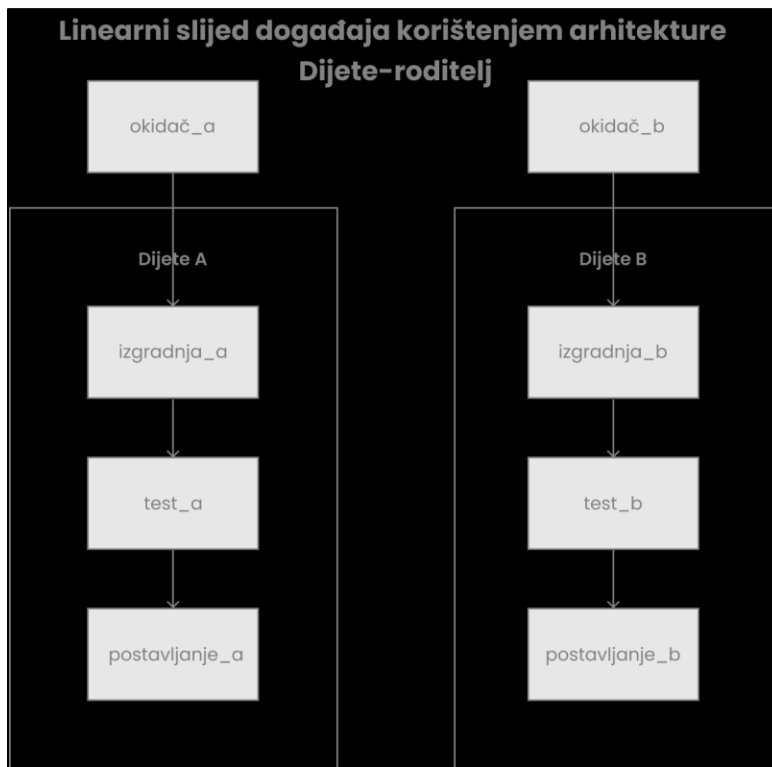 Linearni slijed događaja korištenjem arhitekture
Dijete-roditelj
okidač_a
okidač_b
Dijete A
Dijete B
izgradnja_a
izgradnja_b
test_a
test_b
postavljanje_a
postavljanje_b